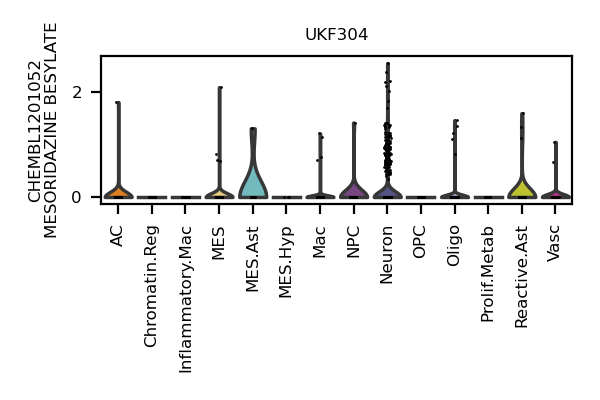 UKF304
CHEMBL1201052
MESORIDAZINE BESYLATE
2
0
AC
Chromatin.Reg
Inflammatory.Mac
MES
MES.Ast
MES.Hyp
Mac
NPC
Neuron
OPC
Oligo
Prolif.Metab
Reactive.Ast
Vasc